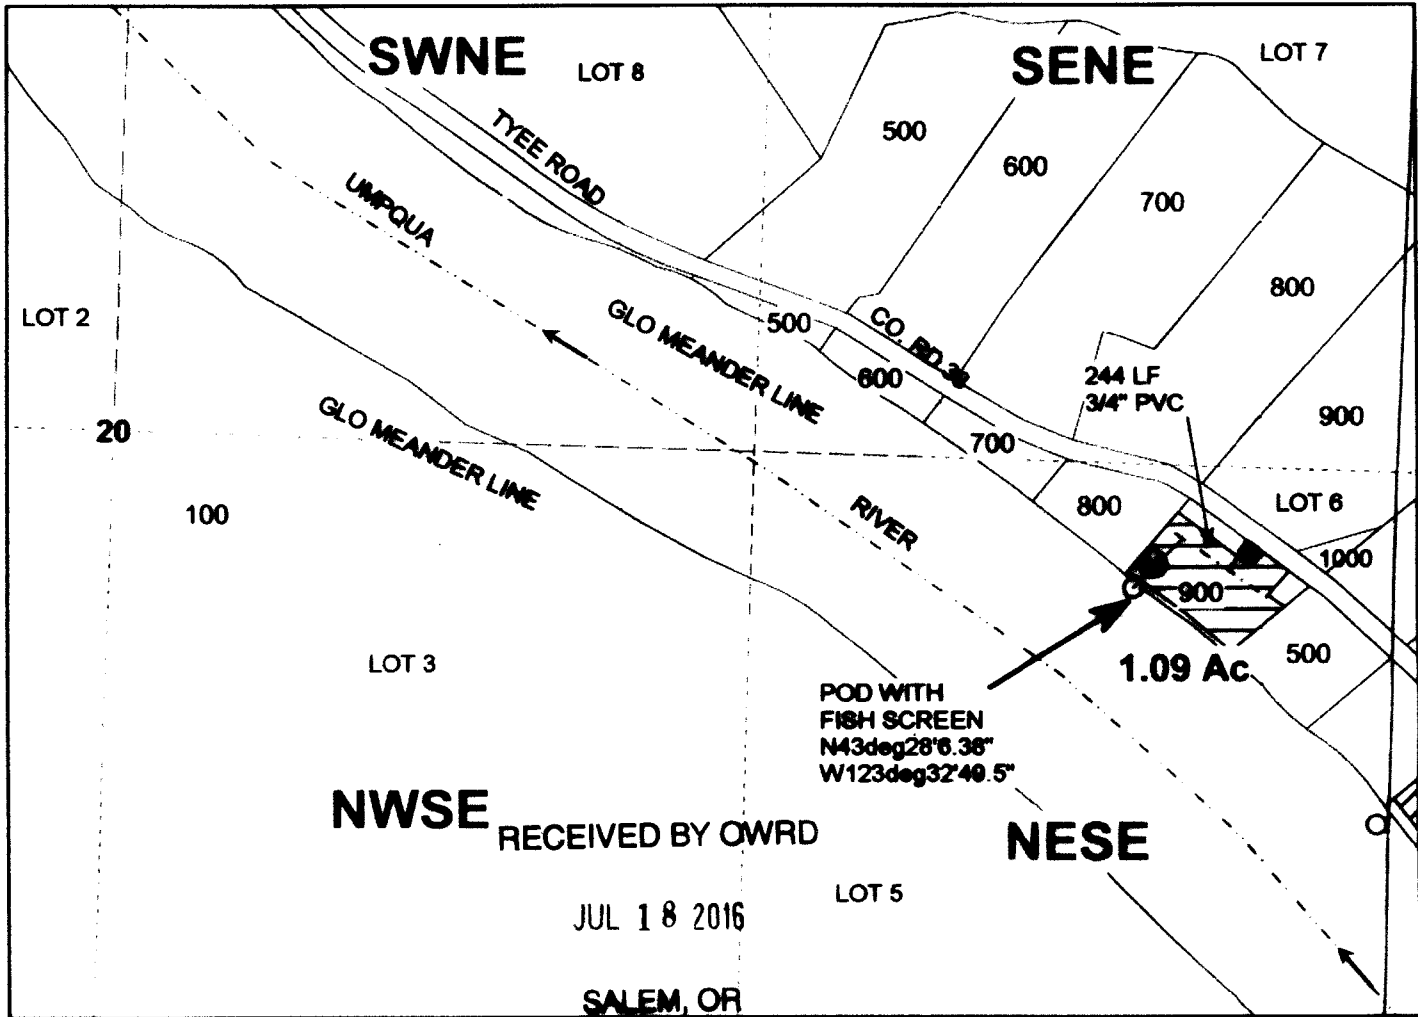 SWNE
LOT 8
SENE
LOT 7
500
600
700
800
900
TYEE ROAD
UMPQUA
LOT 2
GLO MEANDER LINE
500
600
700
800
CO. RD 38
244 LF
3/4" PVC
20
GLO MEANDER LINE
100
RIVER
LOT 6
1000
900
1.09 Ac
500
LOT 3
POD WITH
FISH SCREEN
N43deg28'6.38"
W123deg32'49.5"
NWSE
RECEIVED BY OWRD
NESE
LOT 5
JUL 18 2016
SALEM, OR